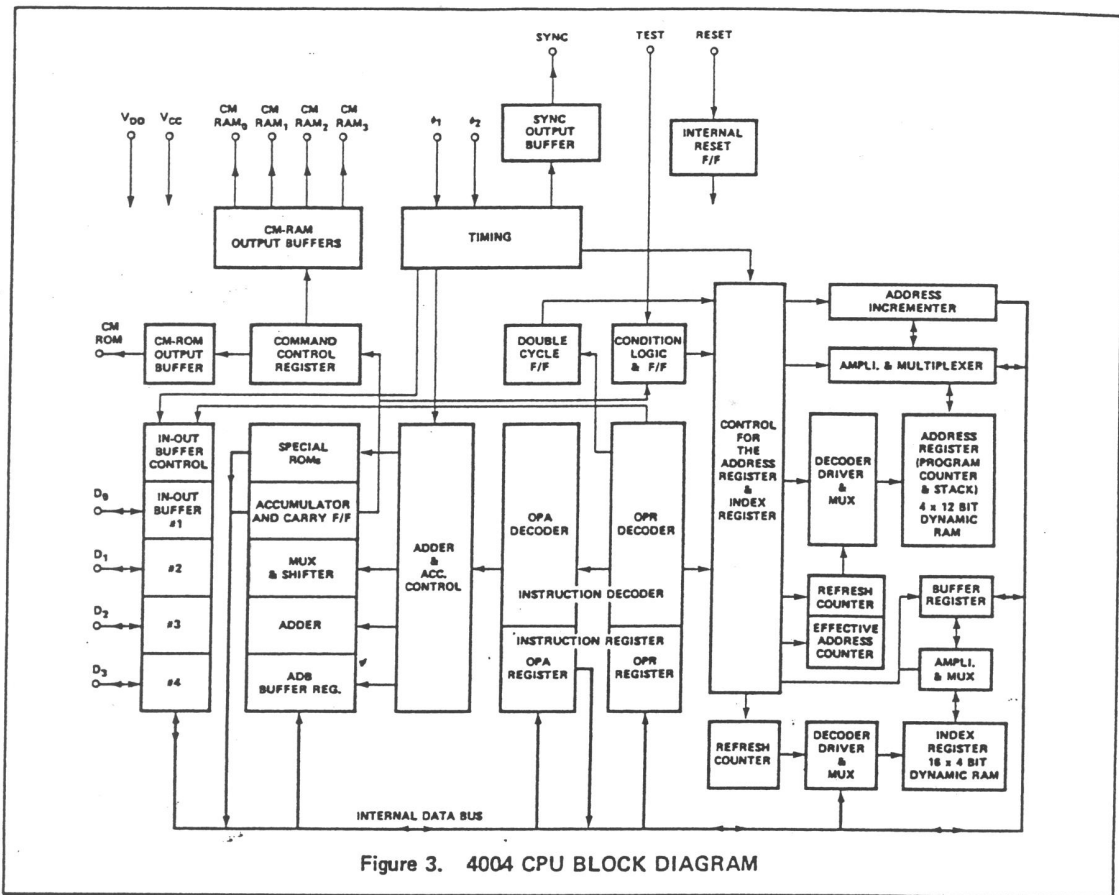 SYNC
TEST
RESET
V_DD
V_CC
CM
RAM₀
CM
RAM₁
CM
RAM₂
CM
RAM₃
ϕ₁
ϕ₂
SYNC
OUTPUT
BUFFER
INTERNAL
RESET
F/F
CM-RAM
OUTPUT BUFFERS
TIMING
CM
ROM
CM-ROM
OUTPUT
BUFFER
COMMAND
CONTROL
REGISTER
DOUBLE
CYCLE
F/F
CONDITION
LOGIC
& F/F
CONTROL
FOR
THE
ADDRESS
REGISTER
&
INDEX
REGISTER
ADDRESS
INCREMENTER
AMPLI. & MULTIPLEXER
IN-OUT
BUFFER
CONTROL
IN-OUT
BUFFER
#1
#2
#3
#4
D₀
D₁
D₂
D₃
SPECIAL
ROMs
ACCUMULATOR
AND CARRY F/F
MUX
& SHIFTER
ADDER
ADB
BUFFER REG.
ADDER
&
ACC.
CONTROL
OPA
DECODER
OPR
DECODER
INSTRUCTION DECODER
INSTRUCTION REGISTER
OPA
REGISTER
OPR
REGISTER
DECODER
DRIVER
& MUX
ADDRESS
REGISTER
(PROGRAM
COUNTER
& STACK)
4 x 12 BIT
DYNAMIC
RAM
REFRESH
COUNTER
EFFECTIVE
ADDRESS
COUNTER
BUFFER
REGISTER
AMPLI.
& MUX
REFRESH
COUNTER
DECODER
DRIVER
&
MUX
INDEX
REGISTER
16 x 4 BIT
DYNAMIC RAM
INTERNAL DATA BUS
Figure 3. 4004 CPU BLOCK DIAGRAM